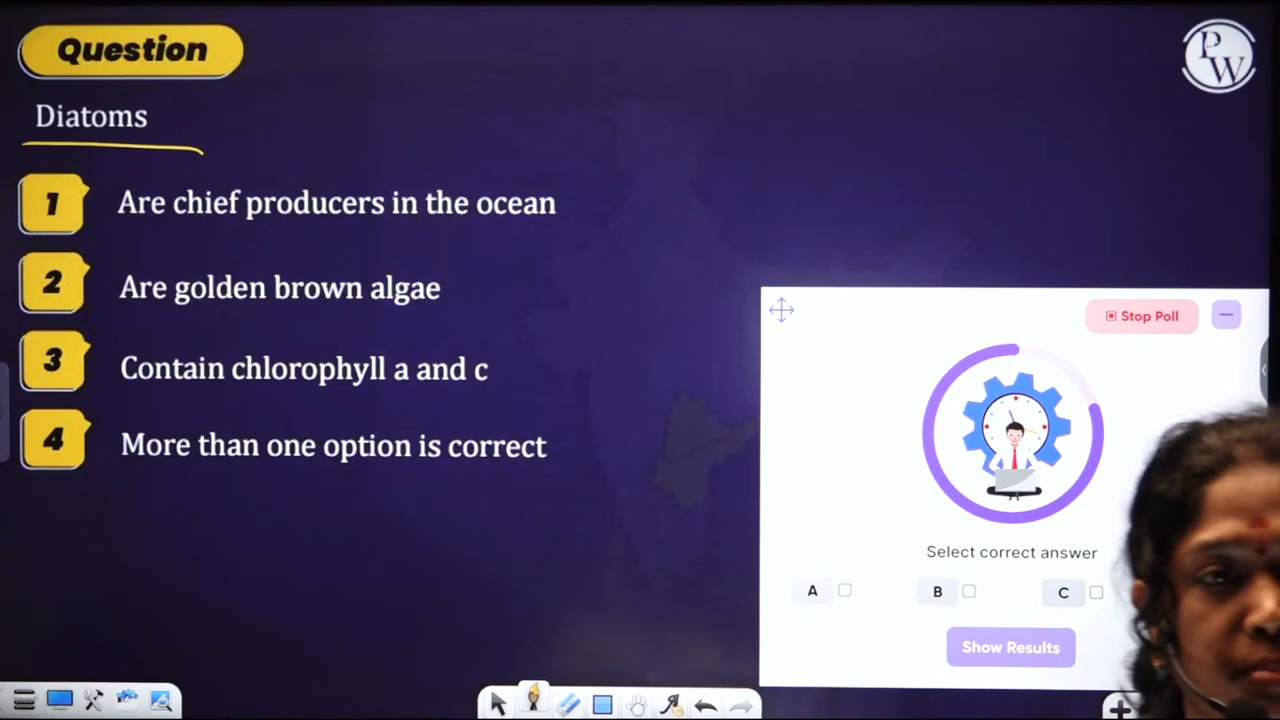 Question
PW
Diatoms
1 Are chief producers in the ocean
2 Are golden brown algae
3 Contain chlorophyll a and c
4 More than one option is correct
Stop Poll
Select correct answer
A B C
Show Results